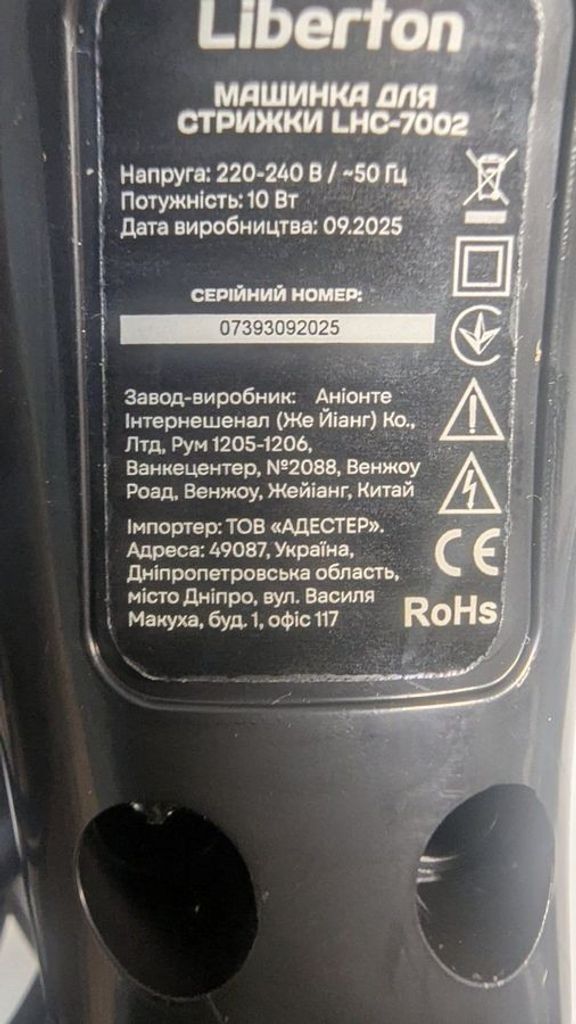 Liberton
МАШИНКА ДЛЯ
СТРИЖКИ LHC-7002
Напруга: 220-240 В / ~50 Гц
Потужність: 10 Вт
Дата виробництва: 09.2025
СЕРІЙНИЙ НОМЕР:
07393092025
Завод-виробник: Аніонте
Інтернешенал (Же Йіанг) Ко.,
Лтд, Рум 1205-1206,
Ванкецентер, №2088, Венжоу
Роад, Венжоу, Жейіанг, Китай
Імпортер: ТОВ «АДЕСТЕР».
Адреса: 49087, Україна,
Дніпропетровська область,
місто Дніпро, вул. Василя
Макуха, буд. 1, офіс 117
CE
RoHs